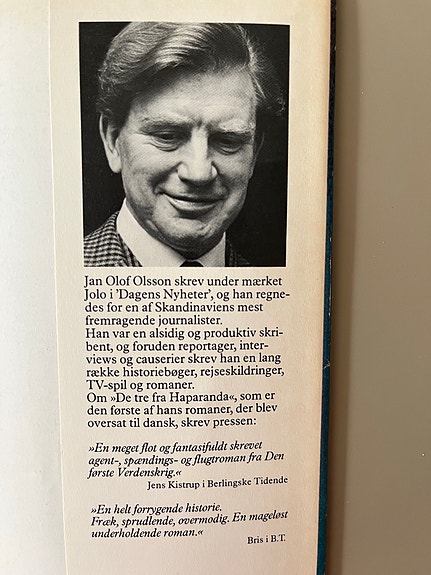 Jan Olof Olsson skrev under mærket
Jolo i 'Dagens Nyheter', og han regne-
des for en af Skandinaviens mest
fremragende journalister.
Han var en alsidig og produktiv skri-
bent, og foruden reportager, inter-
views og causerier skrev han en lang
række historiebøger, rejseskildringer,
TV-spil og romaner.
Om »De tre fra Haparanda«, som er
den første af hans romaner, der blev
oversat til dansk, skrev pressen:
»En meget flot og fantasifuldt skrevet
agent-, spændings- og flugtroman fra Den
første Verdenskrig.«
Jens Kistrup i Berlingske Tidende
»En helt forrygende historie.
Fræk, sprudlende, overmodig. En mageløst
underholdende roman.«
Bris i B.T.